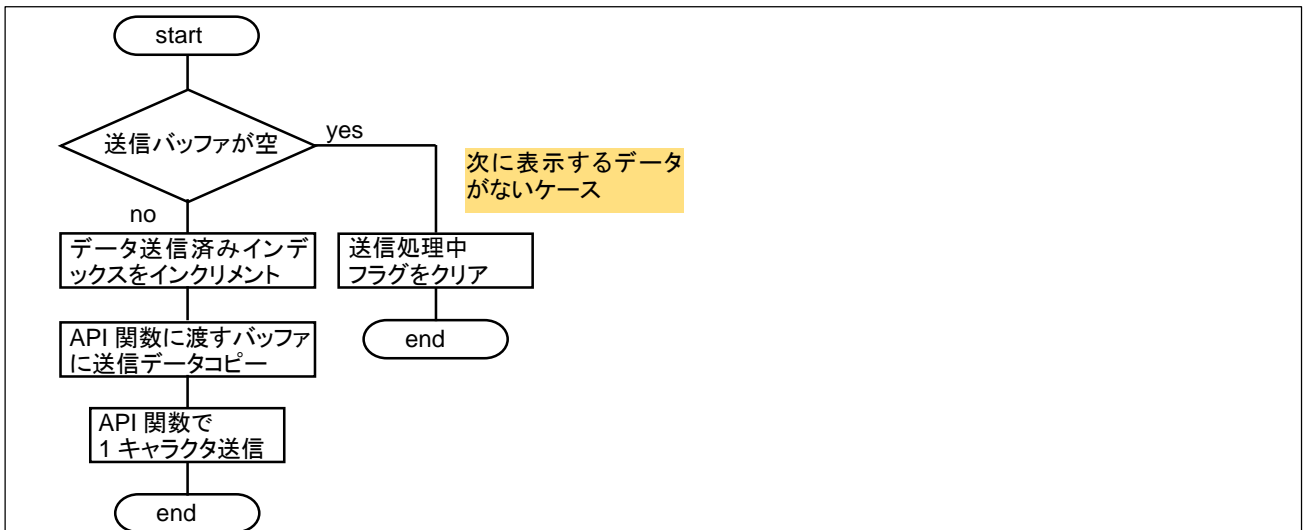 start
送信バッファが空
yes
次に表示するデータ
がないケース
no
データ送信済みインデ
ックスをインクリメント
送信処理中
フラグをクリア
API 関数に渡すバッファ
に送信データコピー
end
API 関数で
1 キャラクタ送信
end